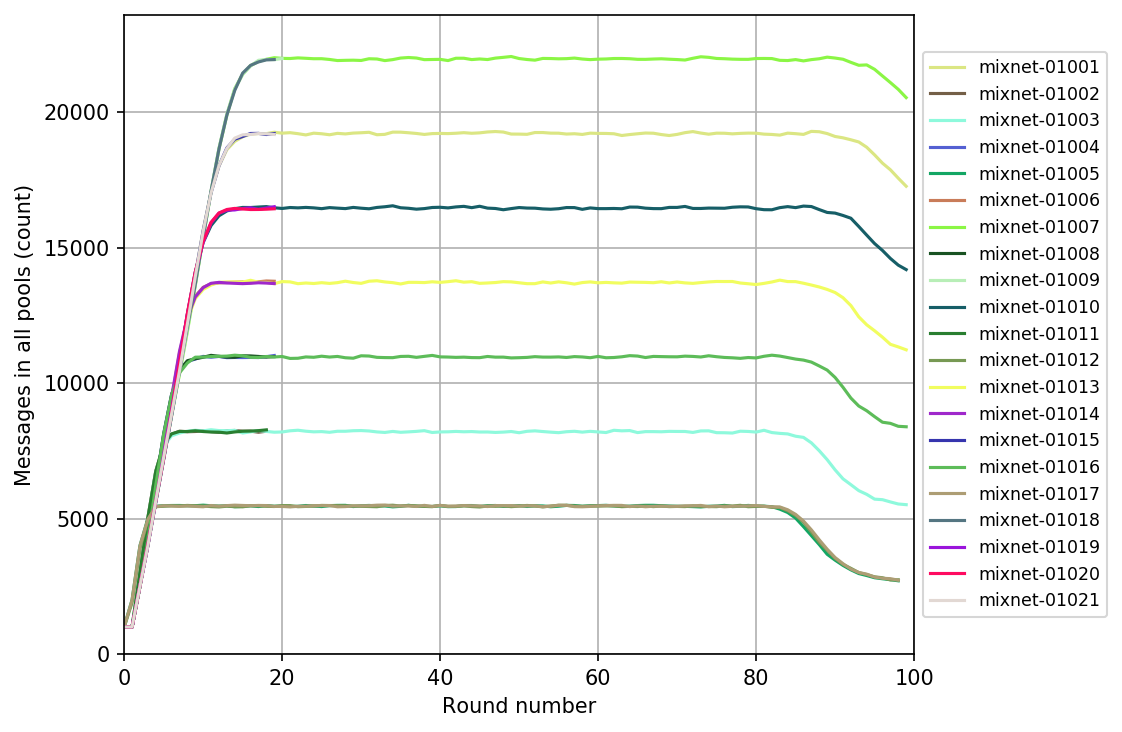 Messages in all pools (count)
20000
15000
10000
5000
0
0 20 40 60 80 100
Round number
mixnet-01001
mixnet-01002
mixnet-01003
mixnet-01004
mixnet-01005
mixnet-01006
mixnet-01007
mixnet-01008
mixnet-01009
mixnet-01010
mixnet-01011
mixnet-01012
mixnet-01013
mixnet-01014
mixnet-01015
mixnet-01016
mixnet-01017
mixnet-01018
mixnet-01019
mixnet-01020
mixnet-01021